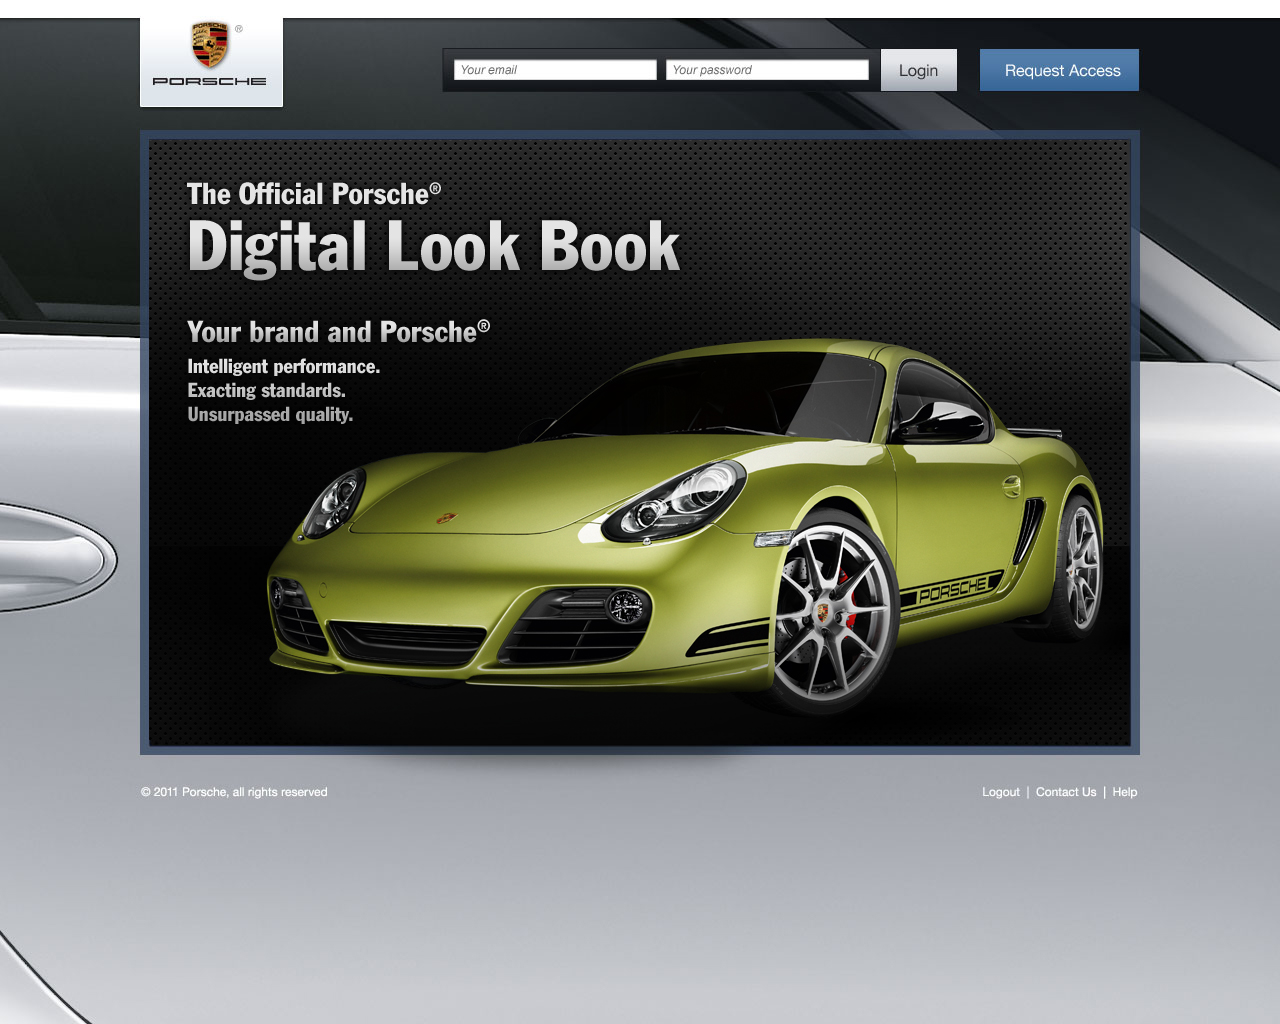 PORSCHE
®
PORSCHE
Your email
Your password
Login
Request Access
The Official Porsche®
Digital Look Book
Your brand and Porsche®
Intelligent performance.
Exacting standards.
Unsurpassed quality.
PORSCHE
© 2011 Porsche, all rights reserved
Logout | Contact Us | Help